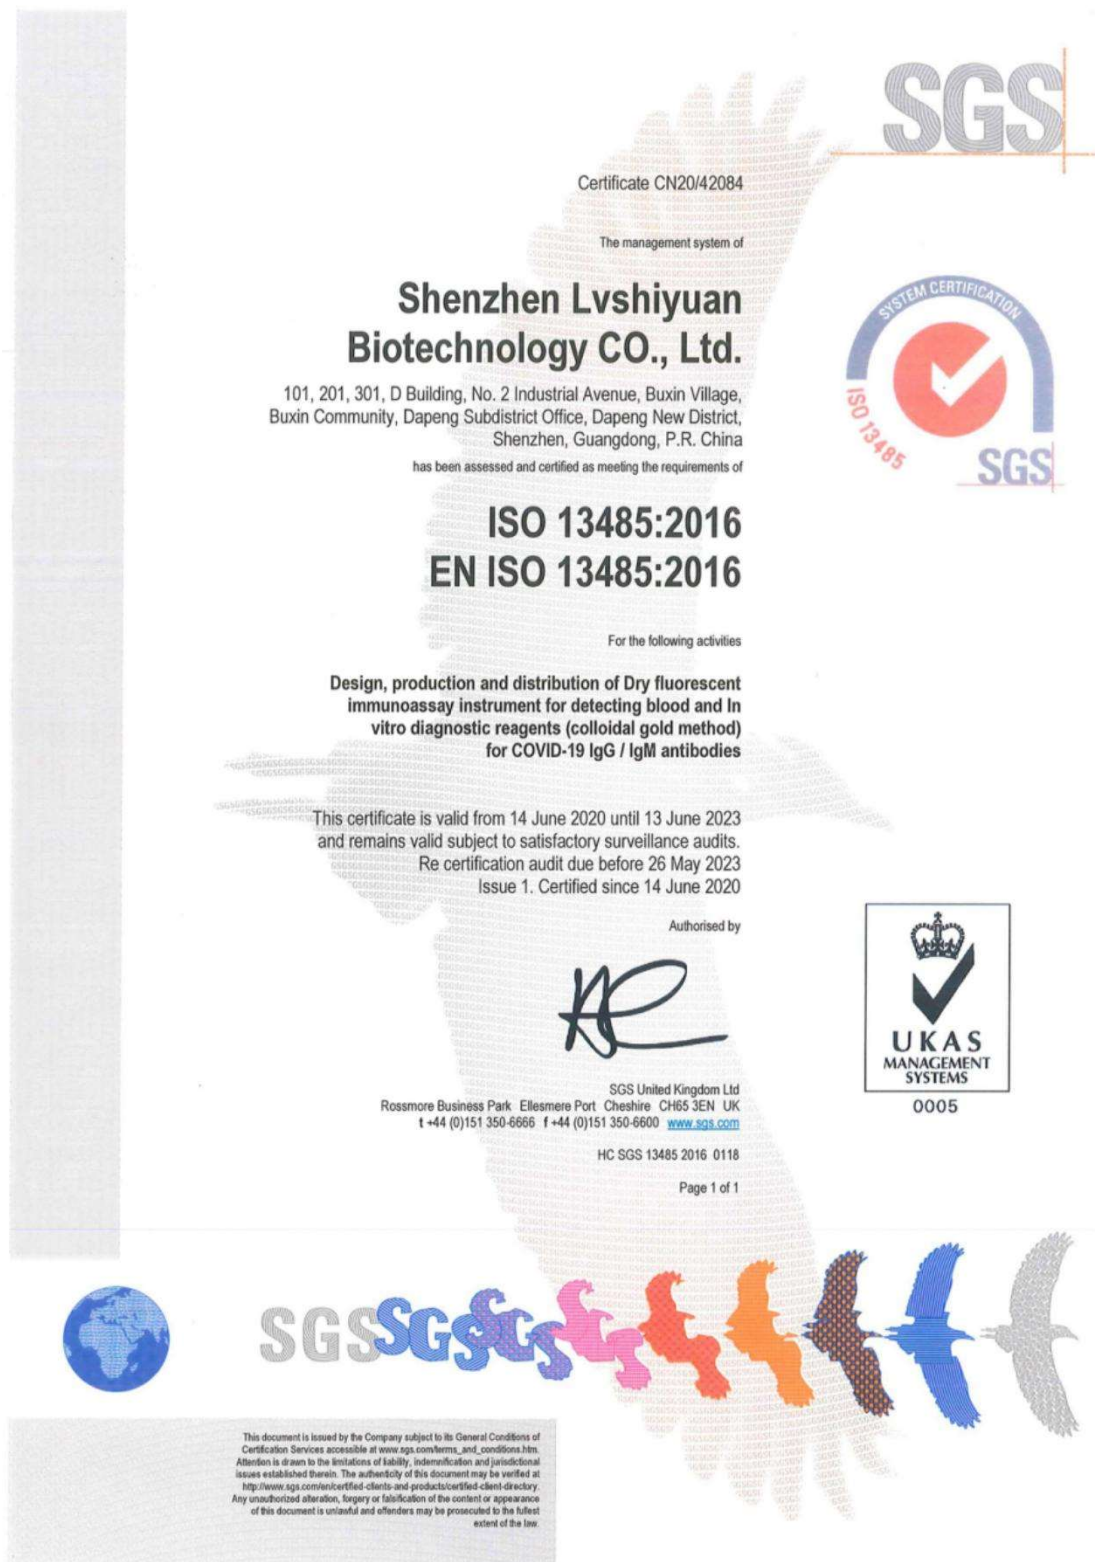 SGS
Certificate CN20/42084
The management system of
Shenzhen Lvshiyuan
Biotechnology CO., Ltd.
101, 201, 301, D Building, No. 2 Industrial Avenue, Buxin Village,
Buxin Community, Dapeng Subdistrict Office, Dapeng New District,
Shenzhen, Guangdong, P.R. China
has been assessed and certified as meeting the requirements of
SYSTEM CERTIFICATION
ISO 13485
SGS
ISO 13485:2016
EN ISO 13485:2016
For the following activities
Design, production and distribution of Dry fluorescent
immunoassay instrument for detecting blood and In
vitro diagnostic reagents (colloidal gold method)
for COVID-19 IgG / IgM antibodies
This certificate is valid from 14 June 2020 until 13 June 2023
and remains valid subject to satisfactory surveillance audits.
Re certification audit due before 26 May 2023
Issue 1. Certified since 14 June 2020
Authorised by
SGS United Kingdom Ltd
Rossmore Business Park Ellesmere Port Cheshire CH65 3EN UK
t +44 (0)151 350-6666 f +44 (0)151 350-6600 www.sgs.com
HC SGS 13485 2016 0118
Page 1 of 1
UKAS
MANAGEMENT
SYSTEMS
0005
SGS SGS SGS
This document is issued by the Company subject to its General Conditions of
Certification Services accessible at www.sgs.com/terms_and_conditions.htm.
Attention is drawn to the limitations of liability, indemnification and jurisdictional
issues established therein. The authenticity of this document may be verified at
http://www.sgs.com/en/certified-clients-and-products/certified-client-directory.
Any unauthorized alteration, forgery or falsification of the content or appearance
of this document is unlawful and offenders may be prosecuted to the fullest
extent of the law.